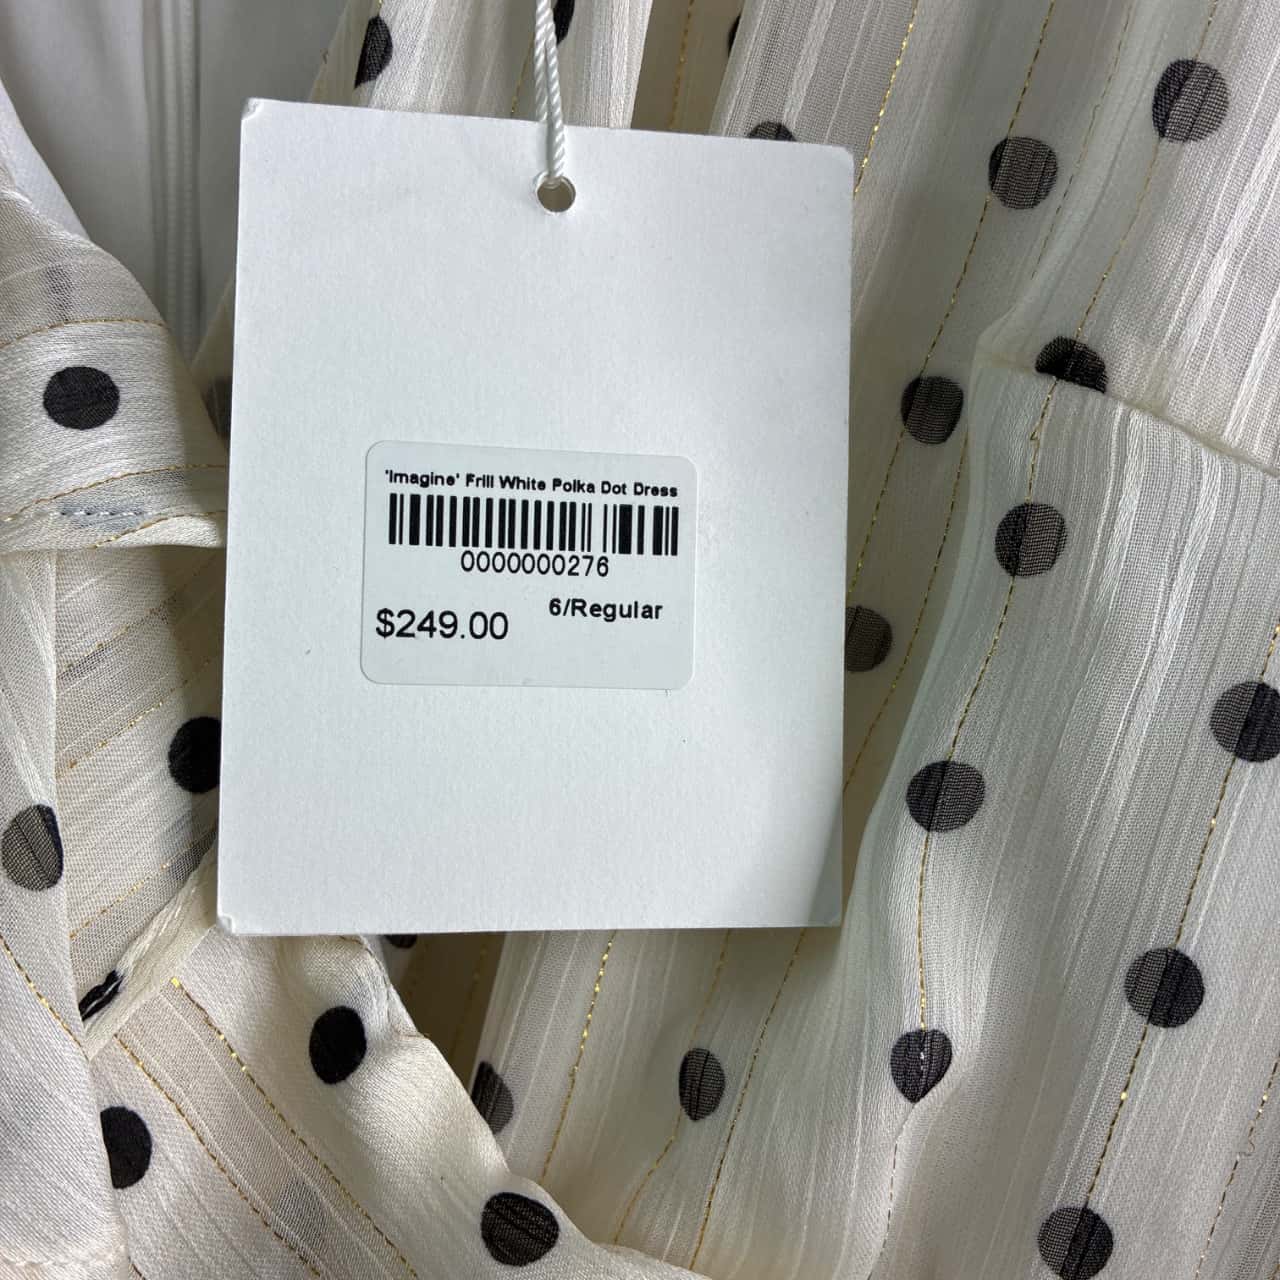 'Imagine' Frill White Polka Dot Dress
0000000276
6/Regular
$249.00